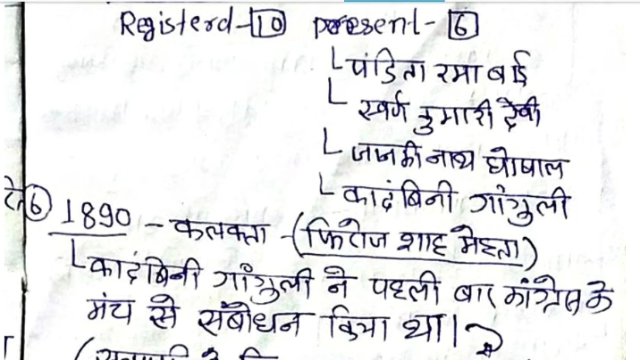 Registerd-10 present-6
पंडिता रमा बाई
स्वर्ण कुमारी देवी
जानकी नाथ घोषाल
कादंबिनी गांगुली
6 1890 - कलकत्ता - (फिरोज शाह मेहता)
कादंबिनी गाँगुली ने पहली बार कांग्रेस के
मंच से संबोधन किया था।